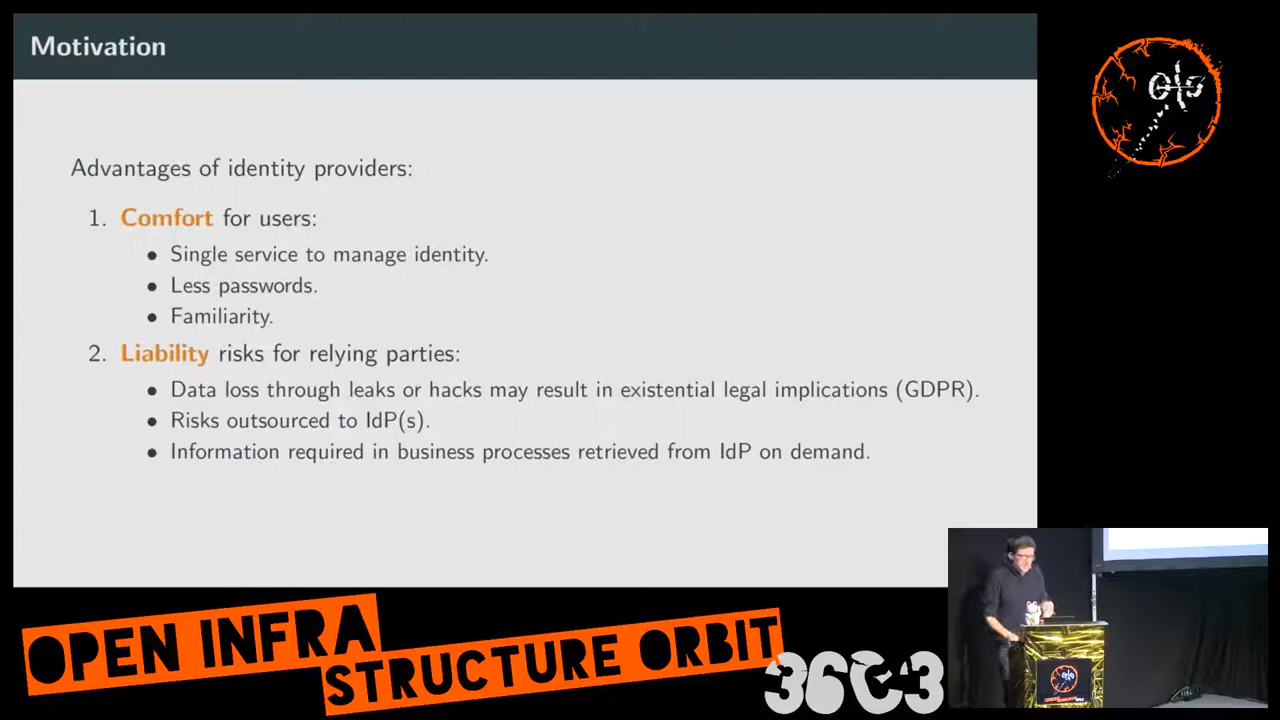 Motivation
Advantages of identity providers:
1. Comfort for users:
• Single service to manage identity.
• Less passwords.
• Familiarity.
2. Liability risks for relying parties:
• Data loss through leaks or hacks may result in existential legal implications (GDPR).
• Risks outsourced to IdP(s).
• Information required in business processes retrieved from IdP on demand.
OPEN INFRA
STRUCTURE ORBIT
36C3